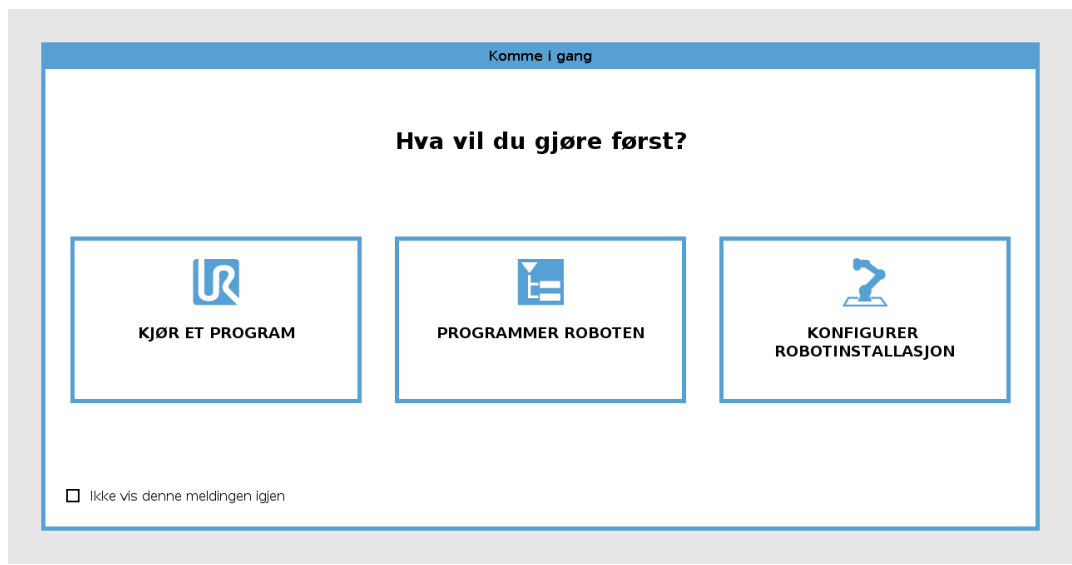 Komme i gang
Hva vil du gjøre først?
KJØR ET PROGRAM
PROGRAMMER ROBOTEN
KONFIGURER
ROBOTINSTALLASJON
Ikke vis denne meldingen igjen